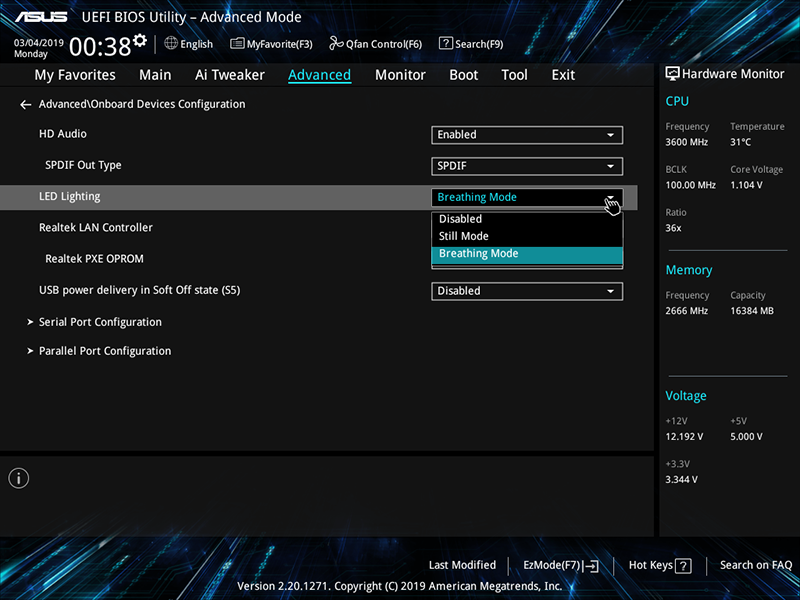 ASUS UEFI BIOS Utility – Advanced Mode
03/04/2019
Monday
00:38
English MyFavorite(F3) Qfan Control(F6) ? Search(F9)
My Favorites Main Ai Tweaker Advanced Monitor Boot Tool Exit
Hardware Monitor
Advanced\Onboard Devices Configuration
HD Audio Enabled
SPDIF Out Type SPDIF
LED Lighting Breathing Mode
Disabled
Still Mode
Breathing Mode
Realtek LAN Controller
Realtek PXE OPROM
USB power delivery in Soft Off state (S5) Disabled
> Serial Port Configuration
> Parallel Port Configuration
CPU
Frequency Temperature
3600 MHz 31°C
BCLK Core Voltage
100.00 MHz 1.104 V
Ratio
36x
Memory
Frequency Capacity
2666 MHz 16384 MB
Voltage
+12V +5V
12.192 V 5.000 V
+3.3V
3.344 V
i
Last Modified EzMode(F7) Hot Keys ? Search on FAQ
Version 2.20.1271. Copyright (C) 2019 American Megatrends, Inc.